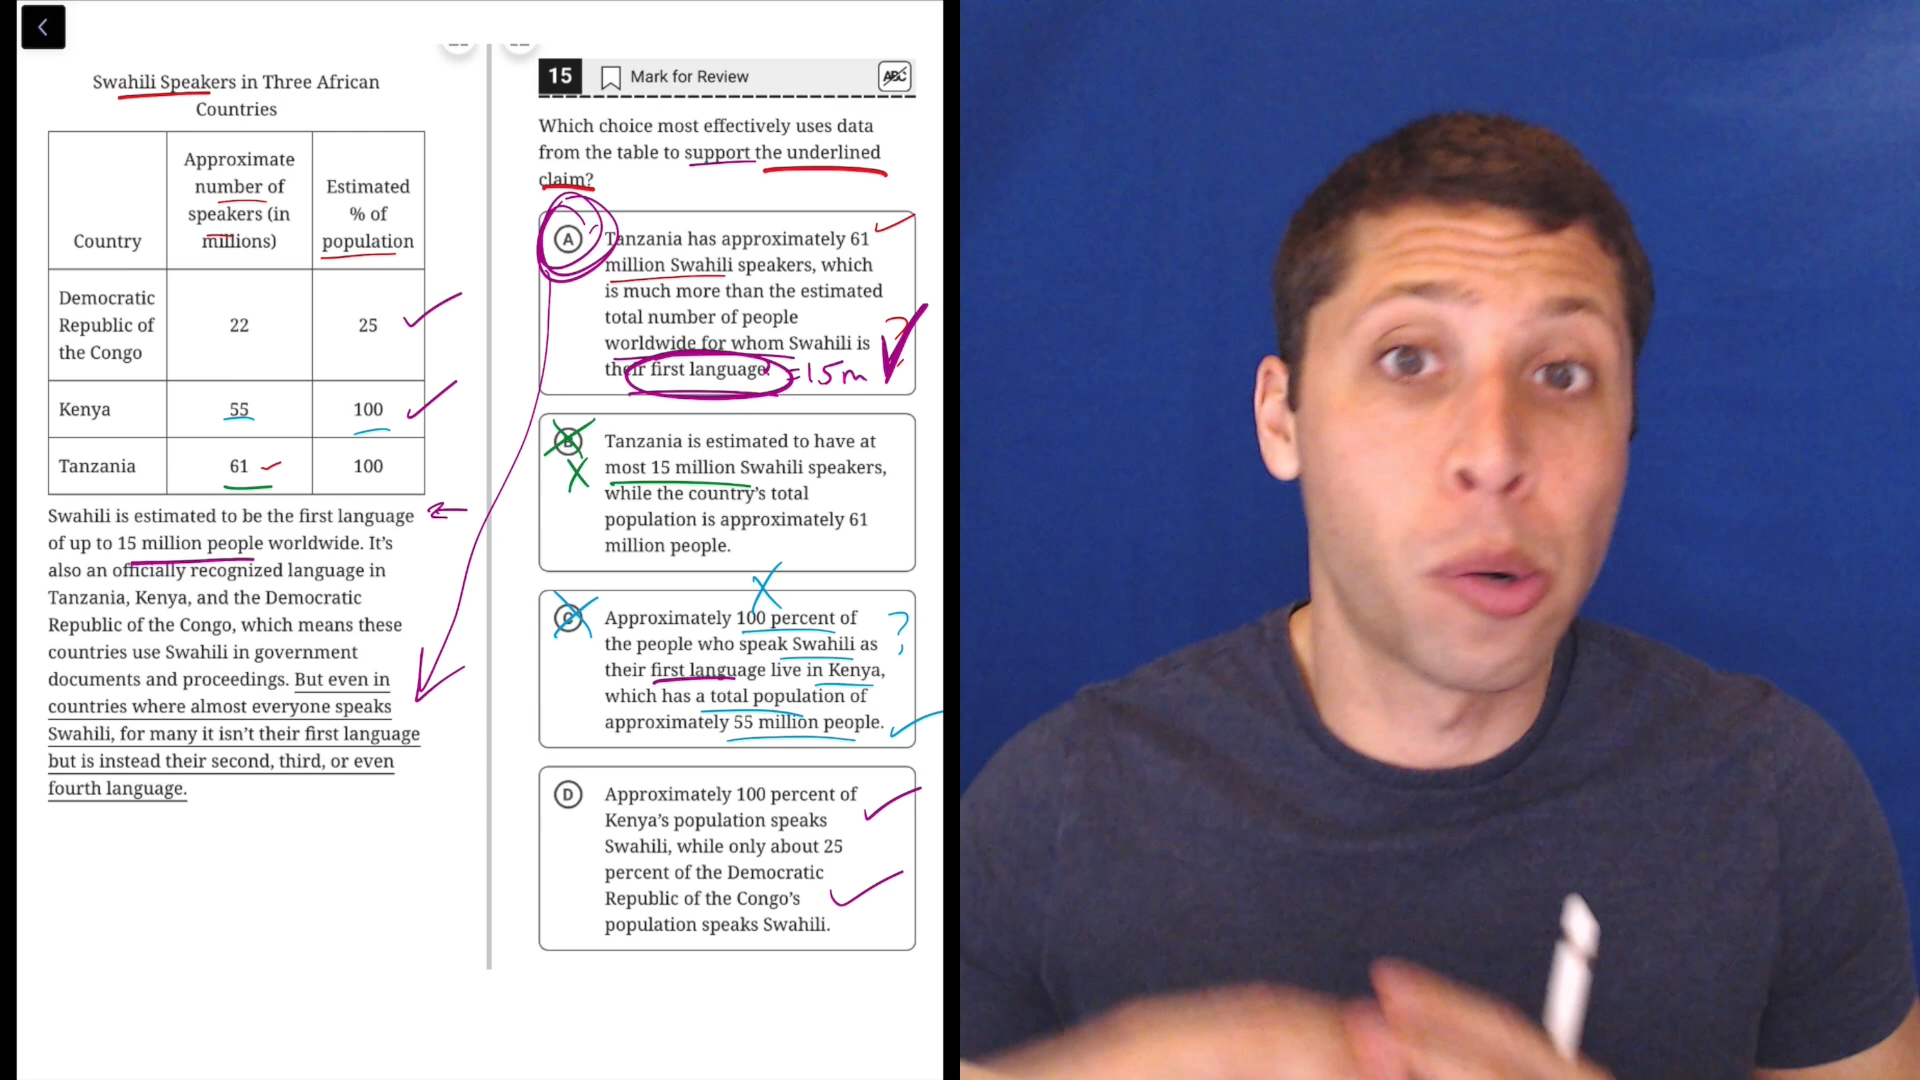 Swahili Speakers in Three African
Countries
Country
Approximate
number of
speakers (in
millions)
Estimated
% of
population
Democratic
Republic of
the Congo
22
25
Kenya
55
100
Tanzania
61
100
Swahili is estimated to be the first language
of up to 15 million people worldwide. It’s
also an officially recognized language in
Tanzania, Kenya, and the Democratic
Republic of the Congo, which means these
countries use Swahili in government
documents and proceedings. But even in
countries where almost everyone speaks
Swahili, for many it isn’t their first language
but is instead their second, third, or even
fourth language.
15
Mark for Review
ABC
Which choice most effectively uses data
from the table to support the underlined
claim?
A
Tanzania has approximately 61
million Swahili speakers, which
is much more than the estimated
total number of people
worldwide for whom Swahili is
their first language.
=15m
?
B
X
Tanzania is estimated to have at
most 15 million Swahili speakers,
while the country’s total
population is approximately 61
million people.
X
C
Approximately 100 percent of
the people who speak Swahili as
their first language live in Kenya,
which has a total population of
approximately 55 million people.
?
D
Approximately 100 percent of
Kenya’s population speaks
Swahili, while only about 25
percent of the Democratic
Republic of the Congo’s
population speaks Swahili.